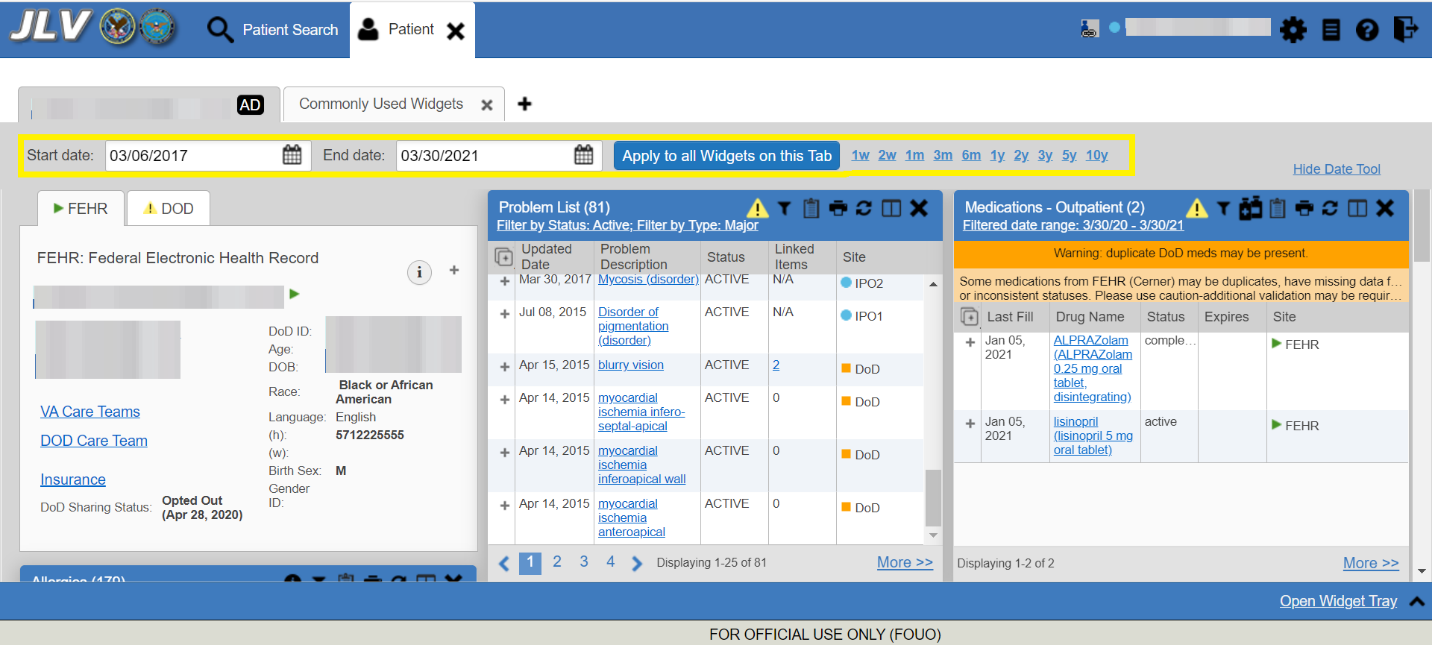 JLV Patient Search Patient
AD Commonly Used Widgets
Start date: 03/06/2017 End date: 03/30/2021 Apply to all Widgets on this Tab 1w 2w 1m 3m 6m 1y 2y 3y 5y 10y
Hide Date Tool
FEHR DOD
FEHR: Federal Electronic Health Record
DoD ID:
Age:
DOB:
Race: Black or African
American
Language: English
(h): 5712225555
(w):
Birth Sex: M
Gender
ID:
VA Care Teams
DOD Care Team
Insurance
DoD Sharing Status: Opted Out
(Apr 28, 2020)
Allergies (170)
Problem List (81)
Filter by Status: Active; Filter by Type: Major
Updated Date Problem Description Status Linked Items Site
Mar 30, 2017 Mycosis (disorder) ACTIVE N/A IPO2
Jul 08, 2015 Disorder of ACTIVE N/A IPO1
pigmentation
(disorder)
Apr 15, 2015 blurry vision ACTIVE 2 DoD
Apr 14, 2015 myocardial ACTIVE 0 DoD
ischemia infero-
septal-apical
Apr 14, 2015 myocardial ACTIVE 0 DoD
ischemia
inferoapical wall
Apr 14, 2015 myocardial ACTIVE 0 DoD
ischemia
anteroapical
1 2 3 4 Displaying 1-25 of 81 More >>
Medications - Outpatient (2)
Filtered date range: 3/30/20 - 3/30/21
Warning: duplicate DoD meds may be present.
Some medications from FEHR (Cerner) may be duplicates, have missing data f...
or inconsistent statuses. Please use caution-additional validation may be requir...
Last Fill Drug Name Status Expires Site
Jan 05, ALPRAZolam comple... FEHR
2021 (ALPRAZolam
0.25 mg oral
tablet,
disintegrating)
Jan 05, lisinopril active FEHR
2021 (lisinopril 5 mg
oral tablet)
Displaying 1-2 of 2 More >>
Open Widget Tray
FOR OFFICIAL USE ONLY (FOUO)